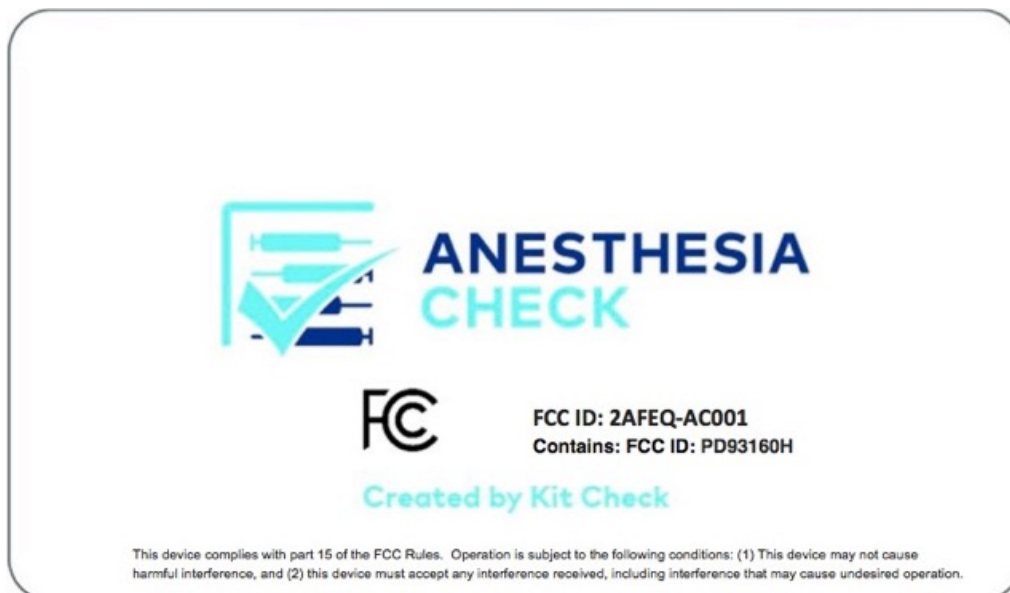 ANESTHESIA
CHECK
FC
FCC ID: 2AFEQ-AC001
Contains: FCC ID: PD93160H
Created by Kit Check
This device complies with part 15 of the FCC Rules. Operation is subject to the following conditions: (1) This device may not cause
harmful interference, and (2) this device must accept any interference received, including interference that may cause undesired operation.